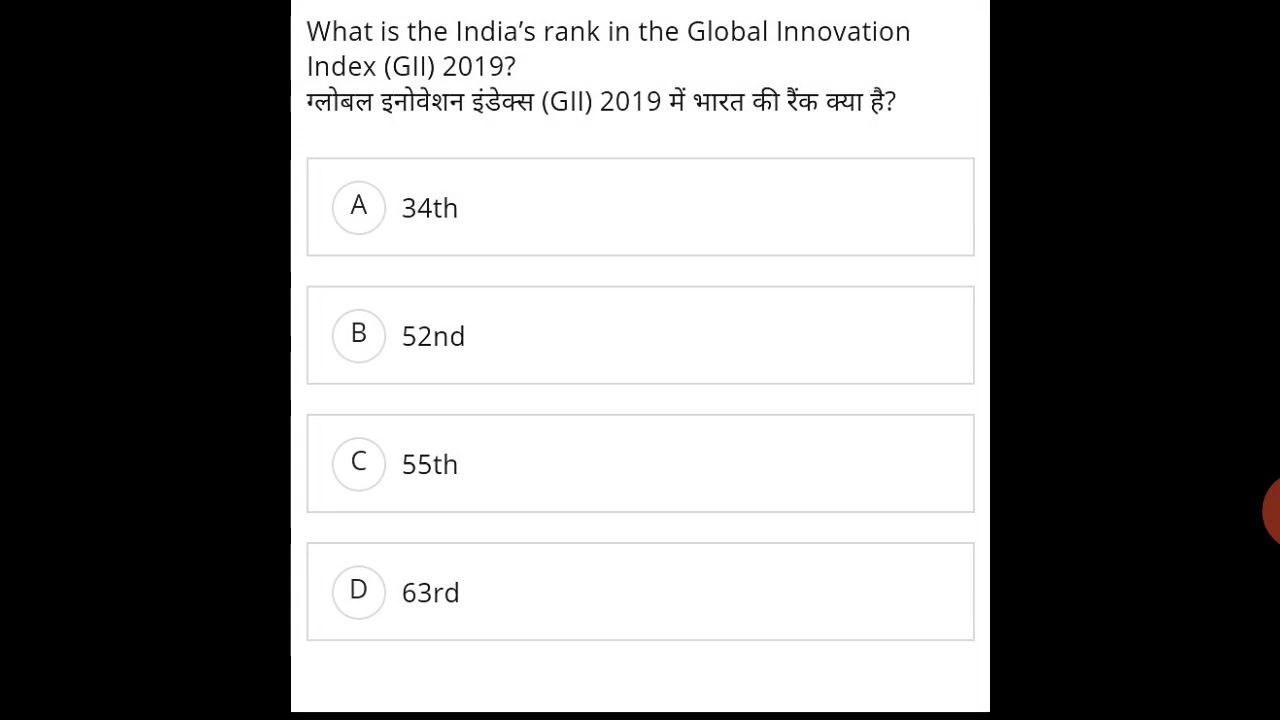 What is the India’s rank in the Global Innovation
Index (GII) 2019?
ग्लोबल इनोवेशन इंडेक्स (GII) 2019 में भारत की रैंक क्या है?
A 34th
B 52nd
C 55th
D 63rd